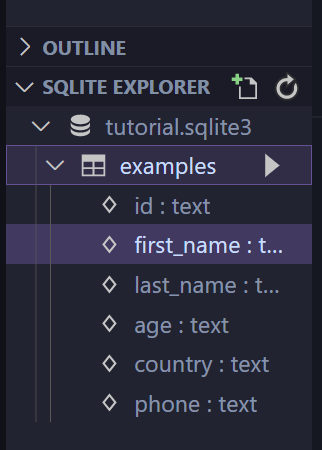 OUTLINE
SQLITE EXPLORER
tutorial.sqlite3
examples
id : text
first_name : t...
last_name : t...
age : text
country : text
phone : text